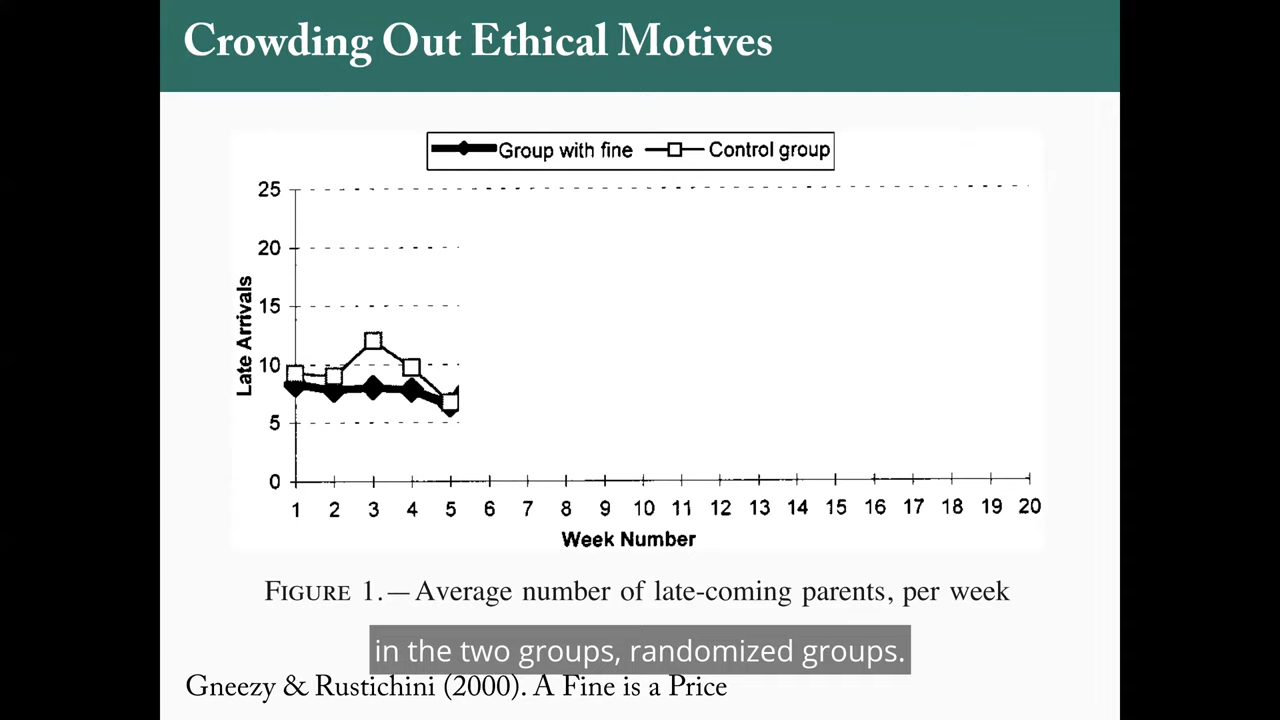 Crowding Out Ethical Motives
Group with fine Control group
25
20
15
10
5
0
Late Arrivals
1 2 3 4 5 6 7 8 9 10 11 12 13 14 15 16 17 18 19 20
Week Number
FIGURE 1.—Average number of late-coming parents, per week
in the two groups, randomized groups.
Gneezy & Rustichini (2000). A Fine is a Price